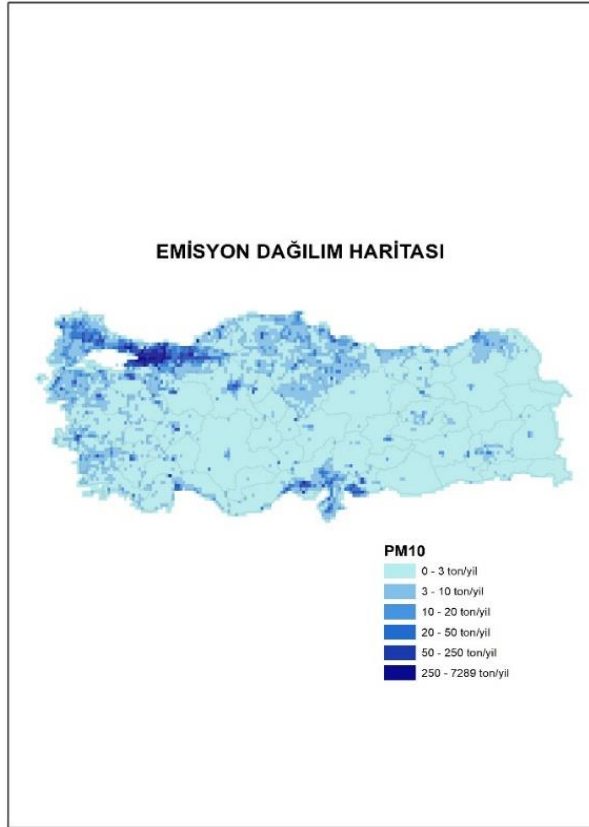 EMİSYON DAĞILIM HARİTASI
PM10
0 - 3 ton/yil
3 - 10 ton/yil
10 - 20 ton/yil
20 - 50 ton/yil
50 - 250 ton/yil
250 - 7289 ton/yil